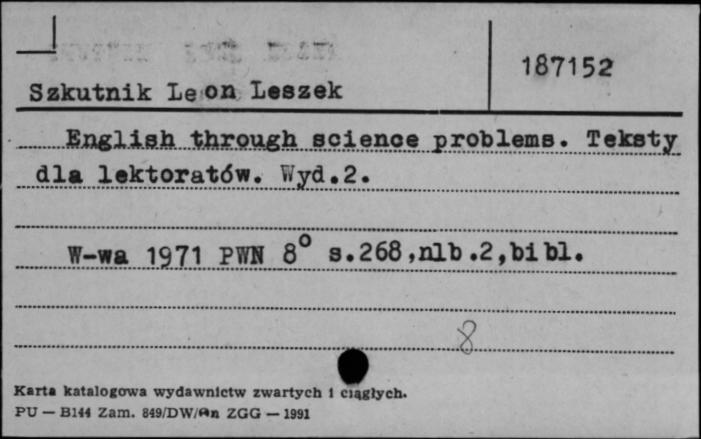 187152
Szkutnik Leon Leszek
English through science problems. Teksty
dla lektoratów. Wyd.2.
W-wa 1971 PWN 8° s.268,nlb.2,bibl.
8
Karta katalogowa wydawnictw zwartych i ciągłych.
PU — B144 Zam. 849/DW/An ZGG — 1991